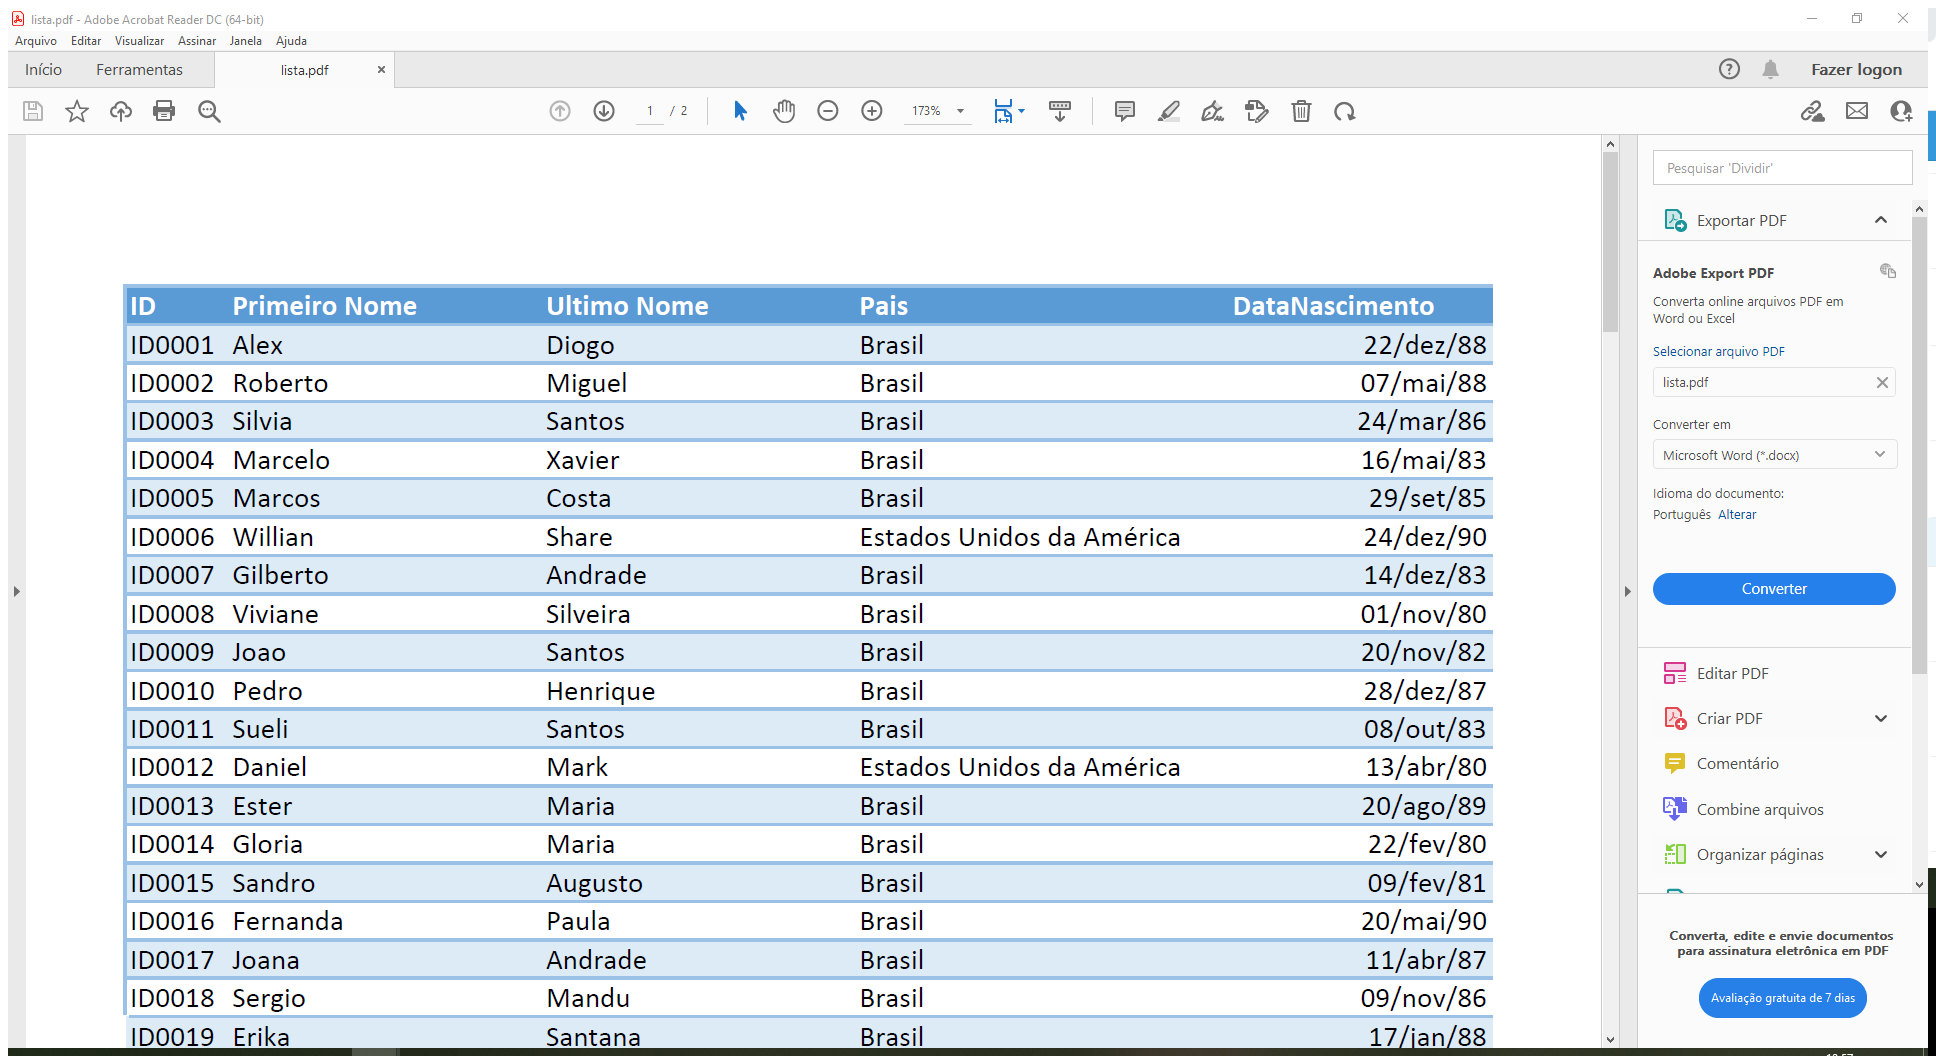 lista.pdf - Adobe Acrobat Reader DC (64-bit)
Arquivo Editar Visualizar Assinar Janela Ajuda
Início Ferramentas lista.pdf Fazer logon
1 / 2 173%
Pesquisar 'Dividir'
Exportar PDF
Adobe Export PDF
Converta online arquivos PDF em
Word ou Excel
Selecionar arquivo PDF
lista.pdf
Converter em
Microsoft Word (*.docx)
Idioma do documento:
Português Alterar
Converter
Editar PDF
Criar PDF
Comentário
Combine arquivos
Organizar páginas
Converta, edite e envie documentos
para assinatura eletrônica em PDF
Avaliação gratuita de 7 dias
ID Primeiro Nome Ultimo Nome Pais DataNascimento
ID0001 Alex Diogo Brasil 22/dez/88
ID0002 Roberto Miguel Brasil 07/mai/88
ID0003 Silvia Santos Brasil 24/mar/86
ID0004 Marcelo Xavier Brasil 16/mai/83
ID0005 Marcos Costa Brasil 29/set/85
ID0006 Willian Share Estados Unidos da América 24/dez/90
ID0007 Gilberto Andrade Brasil 14/dez/83
ID0008 Viviane Silveira Brasil 01/nov/80
ID0009 Joao Santos Brasil 20/nov/82
ID0010 Pedro Henrique Brasil 28/dez/87
ID0011 Sueli Santos Brasil 08/out/83
ID0012 Daniel Mark Estados Unidos da América 13/abr/80
ID0013 Ester Maria Brasil 20/ago/89
ID0014 Gloria Maria Brasil 22/fev/80
ID0015 Sandro Augusto Brasil 09/fev/81
ID0016 Fernanda Paula Brasil 20/mai/90
ID0017 Joana Andrade Brasil 11/abr/87
ID0018 Sergio Mandu Brasil 09/nov/86
ID0019 Erika Santana Brasil 17/jan/88